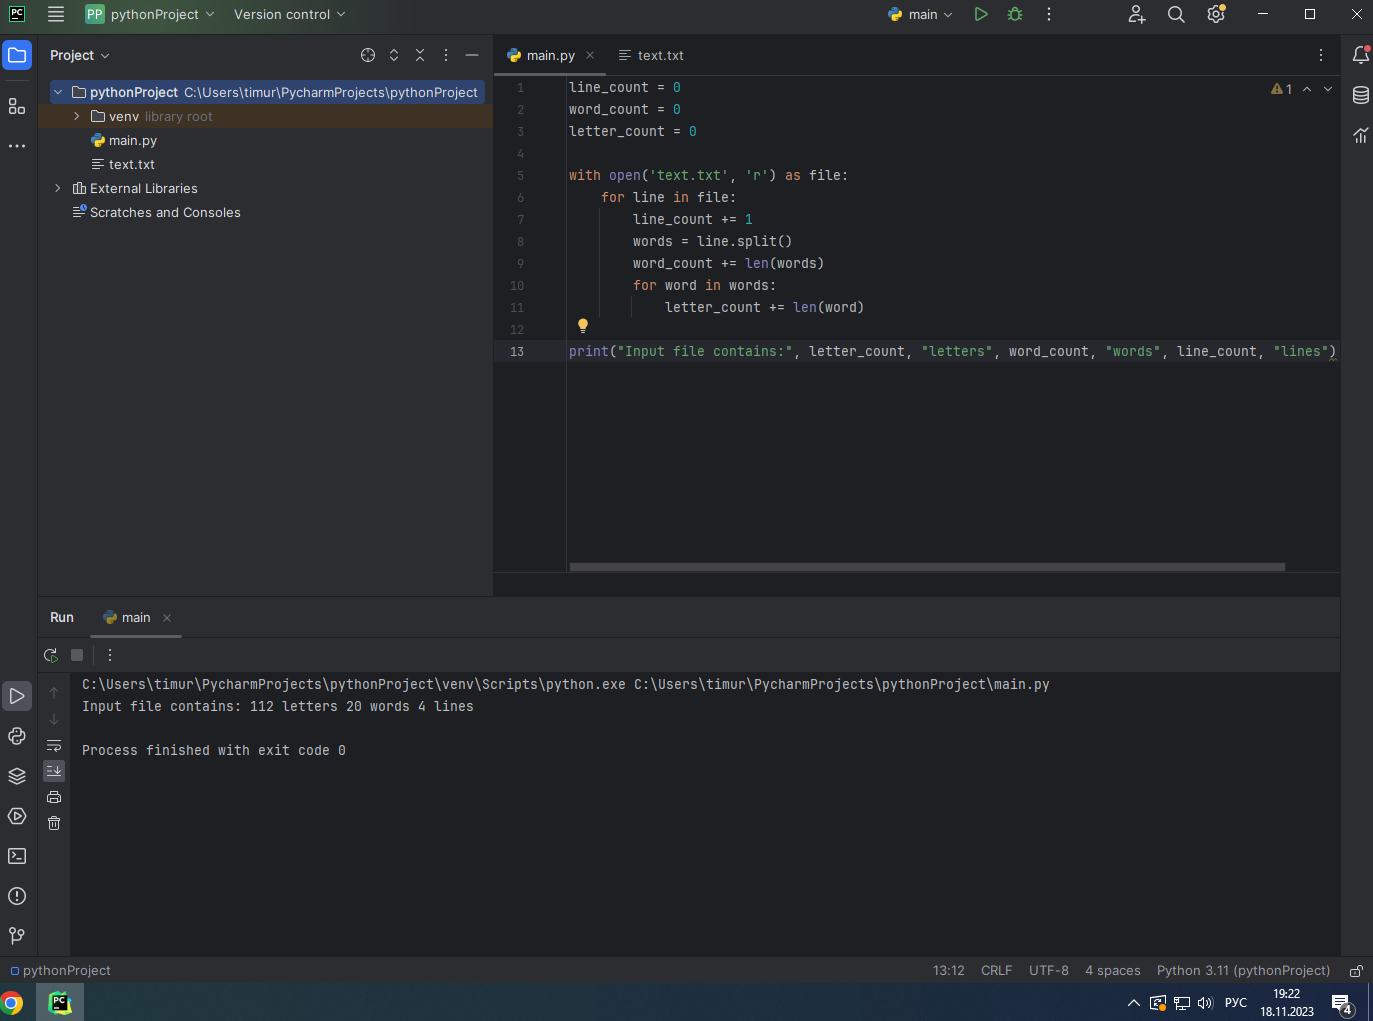 PC PP pythonProject Version control main
Project
main.py text.txt
pythonProject C:\Users\timur\PycharmProjects\pythonProject
venv library root
main.py
text.txt
External Libraries
Scratches and Consoles
1 line_count = 0
2 word_count = 0
3 letter_count = 0
4
5 with open('text.txt', 'r') as file:
6     for line in file:
7         line_count += 1
8         words = line.split()
9         word_count += len(words)
10         for word in words:
11             letter_count += len(word)
12
13 print("Input file contains:", letter_count, "letters", word_count, "words", line_count, "lines")
1
Run main
C:\Users\timur\PycharmProjects\pythonProject\venv\Scripts\python.exe C:\Users\timur\PycharmProjects\pythonProject\main.py
Input file contains: 112 letters 20 words 4 lines
Process finished with exit code 0
pythonProject 13:12 CRLF UTF-8 4 spaces Python 3.11 (pythonProject)
PC РУС 19:22
18.11.2023 4